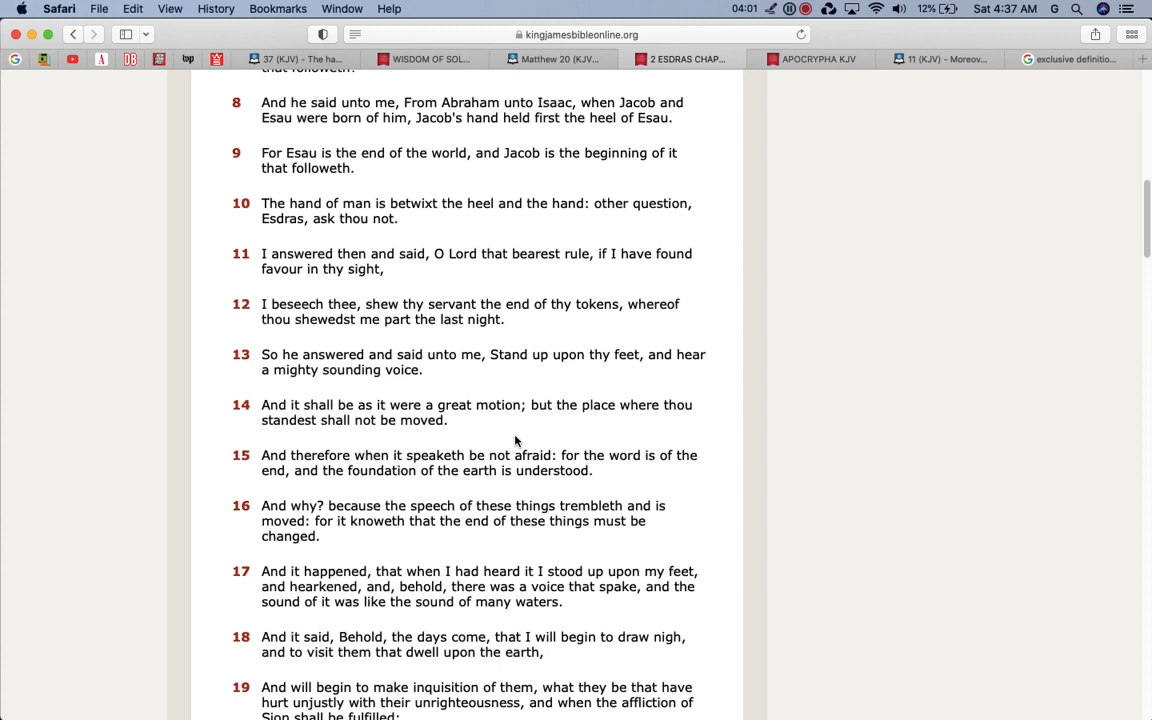 Safari File Edit View History Bookmarks Window Help 04:01 12% Sat 4:37 AM G
kingjamesbibleonline.org
37 (KJV) - The ha... WISDOM OF SOL... Matthew 20 (KJV... 2 ESDRAS CHAP... APOCRYPHA KJV 11 (KJV) - Moreov... exclusive definitio...
that followeth?
8 And he said unto me, From Abraham unto Isaac, when Jacob and
Esau were born of him, Jacob's hand held first the heel of Esau.
9 For Esau is the end of the world, and Jacob is the beginning of it
that followeth.
10 The hand of man is betwixt the heel and the hand: other question,
Esdras, ask thou not.
11 I answered then and said, O Lord that bearest rule, if I have found
favour in thy sight,
12 I beseech thee, shew thy servant the end of thy tokens, whereof
thou shewedst me part the last night.
13 So he answered and said unto me, Stand up upon thy feet, and hear
a mighty sounding voice.
14 And it shall be as it were a great motion; but the place where thou
standest shall not be moved.
15 And therefore when it speaketh be not afraid: for the word is of the
end, and the foundation of the earth is understood.
16 And why? because the speech of these things trembleth and is
moved: for it knoweth that the end of these things must be
changed.
17 And it happened, that when I had heard it I stood up upon my feet,
and hearkened, and, behold, there was a voice that spake, and the
sound of it was like the sound of many waters.
18 And it said, Behold, the days come, that I will begin to draw nigh,
and to visit them that dwell upon the earth,
19 And will begin to make inquisition of them, what they be that have
hurt unjustly with their unrighteousness, and when the affliction of
Sion shall be fulfilled;